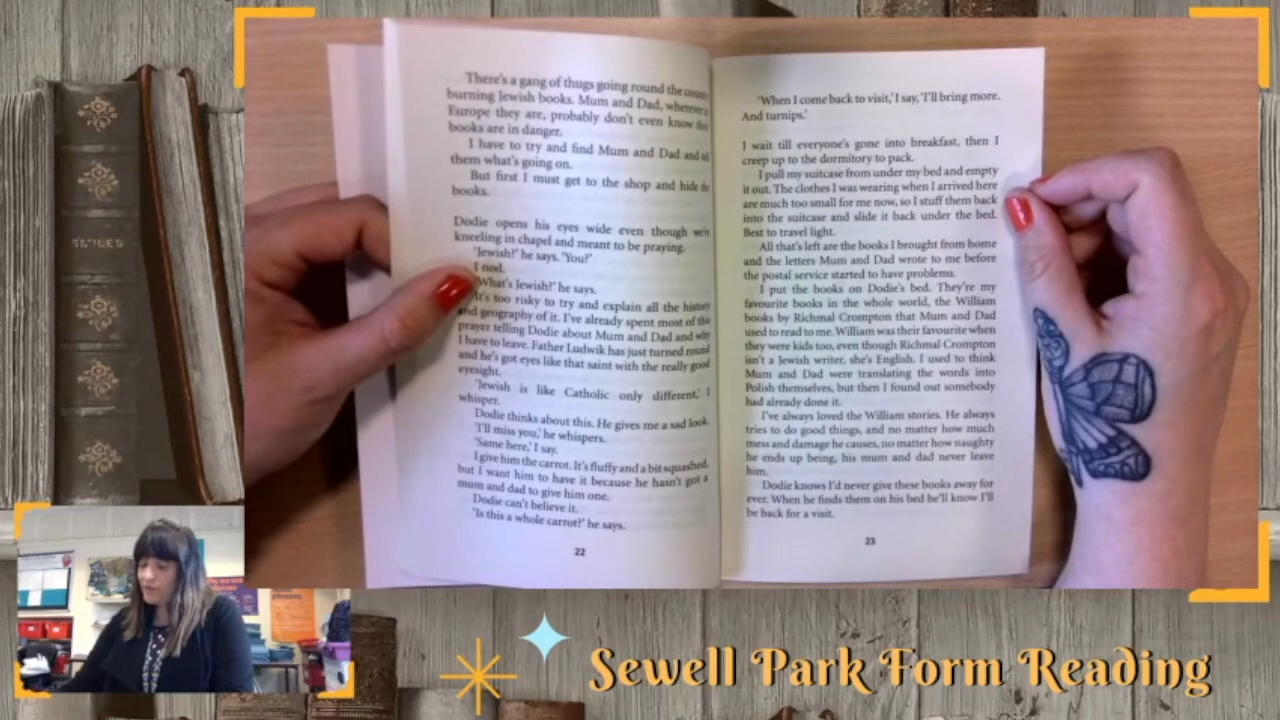 There's a gang of thugs going round the
burning Jewish books. Mum and Dad, wherever in
Europe they are, probably don't even know their
books are in danger.
I have to try and find Mum and Dad and tell
them what's going on.
But first I must get to the shop and hide the
books.
Dodie opens his eyes wide even though we're
kneeling in chapel and meant to be praying.
'Jewish?' he says. 'You?'
I nod.
'What's Jewish?' he says.
It's too risky to try and explain all the history
and geography of it. I've already spent most of this
prayer telling Dodie about Mum and Dad and why
I have to leave. Father Ludwik has just turned round
and he's got eyes like that saint with the really good
eyesight.
'Jewish is like Catholic only different,' I
whisper.
Dodie thinks about this. He gives me a sad look.
'I'll miss you,' he whispers.
'Same here,' I say.
I give him the carrot. It's fluffy and a bit squashed,
but I want him to have it because he hasn't got a
mum and dad to give him one.
Dodie can't believe it.
'Is this a whole carrot?' he says.
22
'When I come back to visit,' I say, 'I'll bring more.
And turnips.'
I wait till everyone's gone into breakfast, then I
creep up to the dormitory to pack.
I pull my suitcase from under my bed and empty
it out. The clothes I was wearing when I arrived here
are much too small for me now, so I stuff them back
into the suitcase and slide it back under the bed.
Best to travel light.
All that's left are the books I brought from home
and the letters Mum and Dad wrote to me before
the postal service started to have problems.
I put the books on Dodie's bed. They're my
favourite books in the whole world, the William
books by Richmal Crompton that Mum and Dad
used to read to me. William was their favourite when
they were kids too, even though Richmal Crompton
isn't a Jewish writer, she's English. I used to think
Mum and Dad were translating the words into
Polish themselves, but then I found out somebody
had already done it.
I've always loved the William stories. He always
tries to do good things, and no matter how much
mess and damage he causes, no matter how naughty
he ends up being, his mum and dad never leave
him.
Dodie knows I'd never give these books away for
ever. When he finds them on his bed he'll know I'll
be back for a visit.
23
SMILES
Sewell Park Form Reading